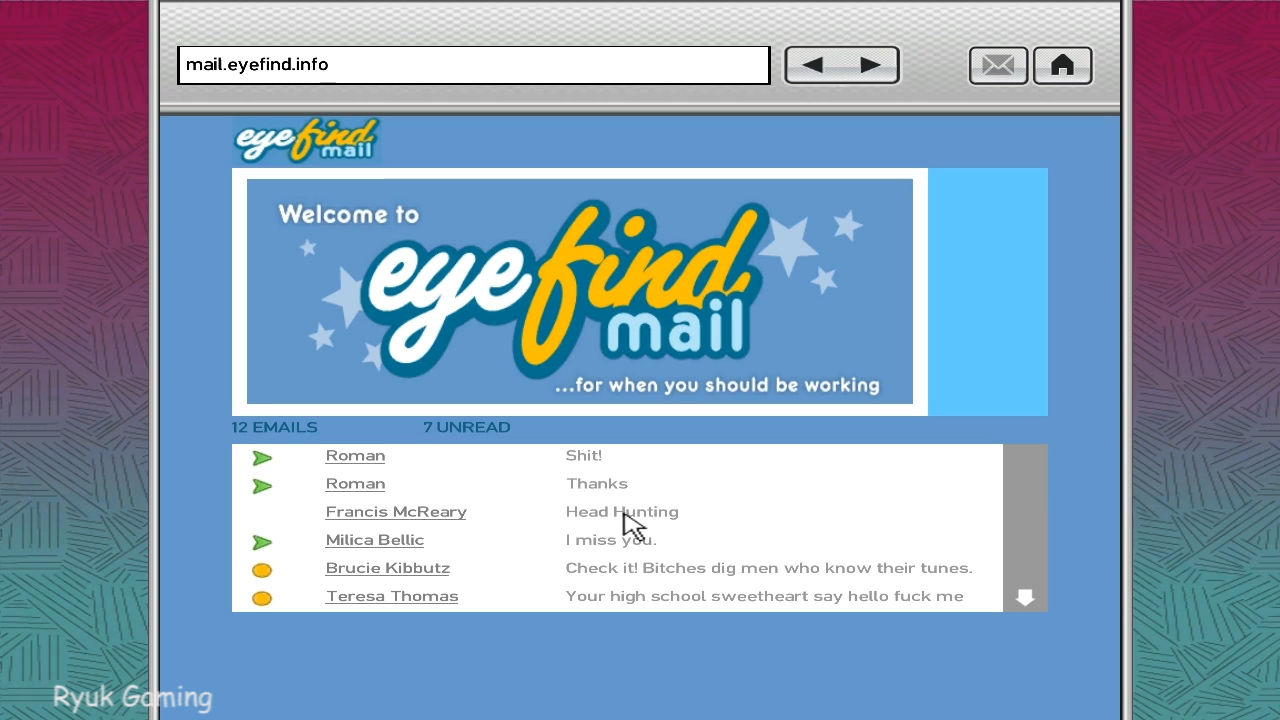 mail.eyefind.info
eyefind
mail
Welcome to
eyefind
mail
...for when you should be working
12 EMAILS 7 UNREAD
Roman Shit!
Roman Thanks
Francis McReary Head Hunting
Milica Bellic I miss you.
Brucie Kibbutz Check it! Bitches dig men who know their tunes.
Teresa Thomas Your high school sweetheart say hello fuck me
Ryuk Gaming